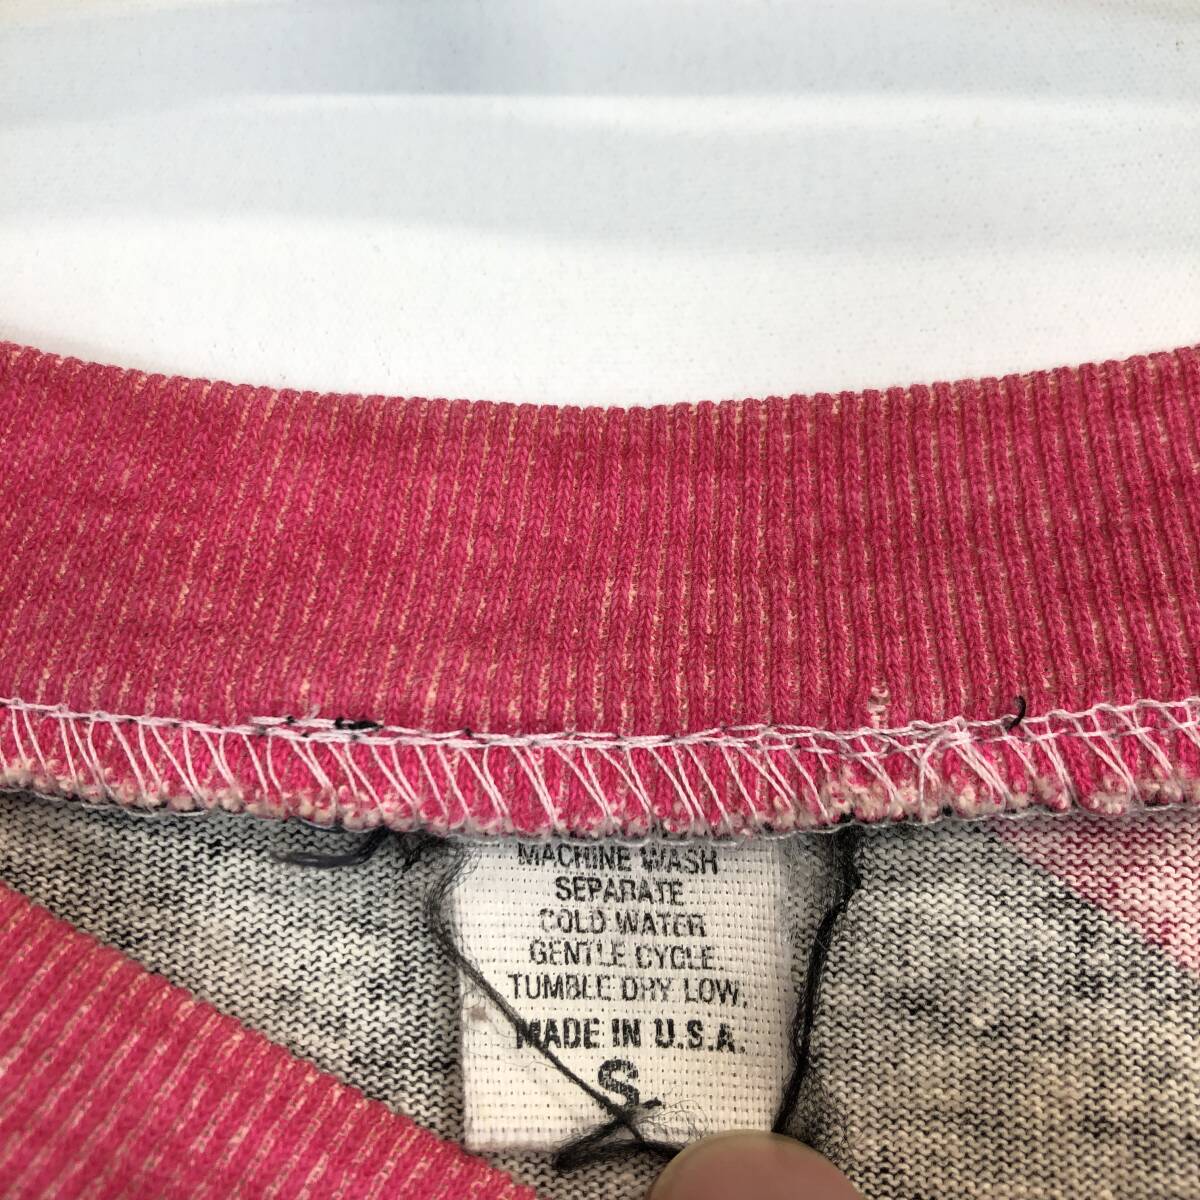 MACHINE WASH
SEPARATE
COLD WATER
GENTLE CYCLE.
TUMBLE DRY LOW,
MADE IN U.S.A.
S